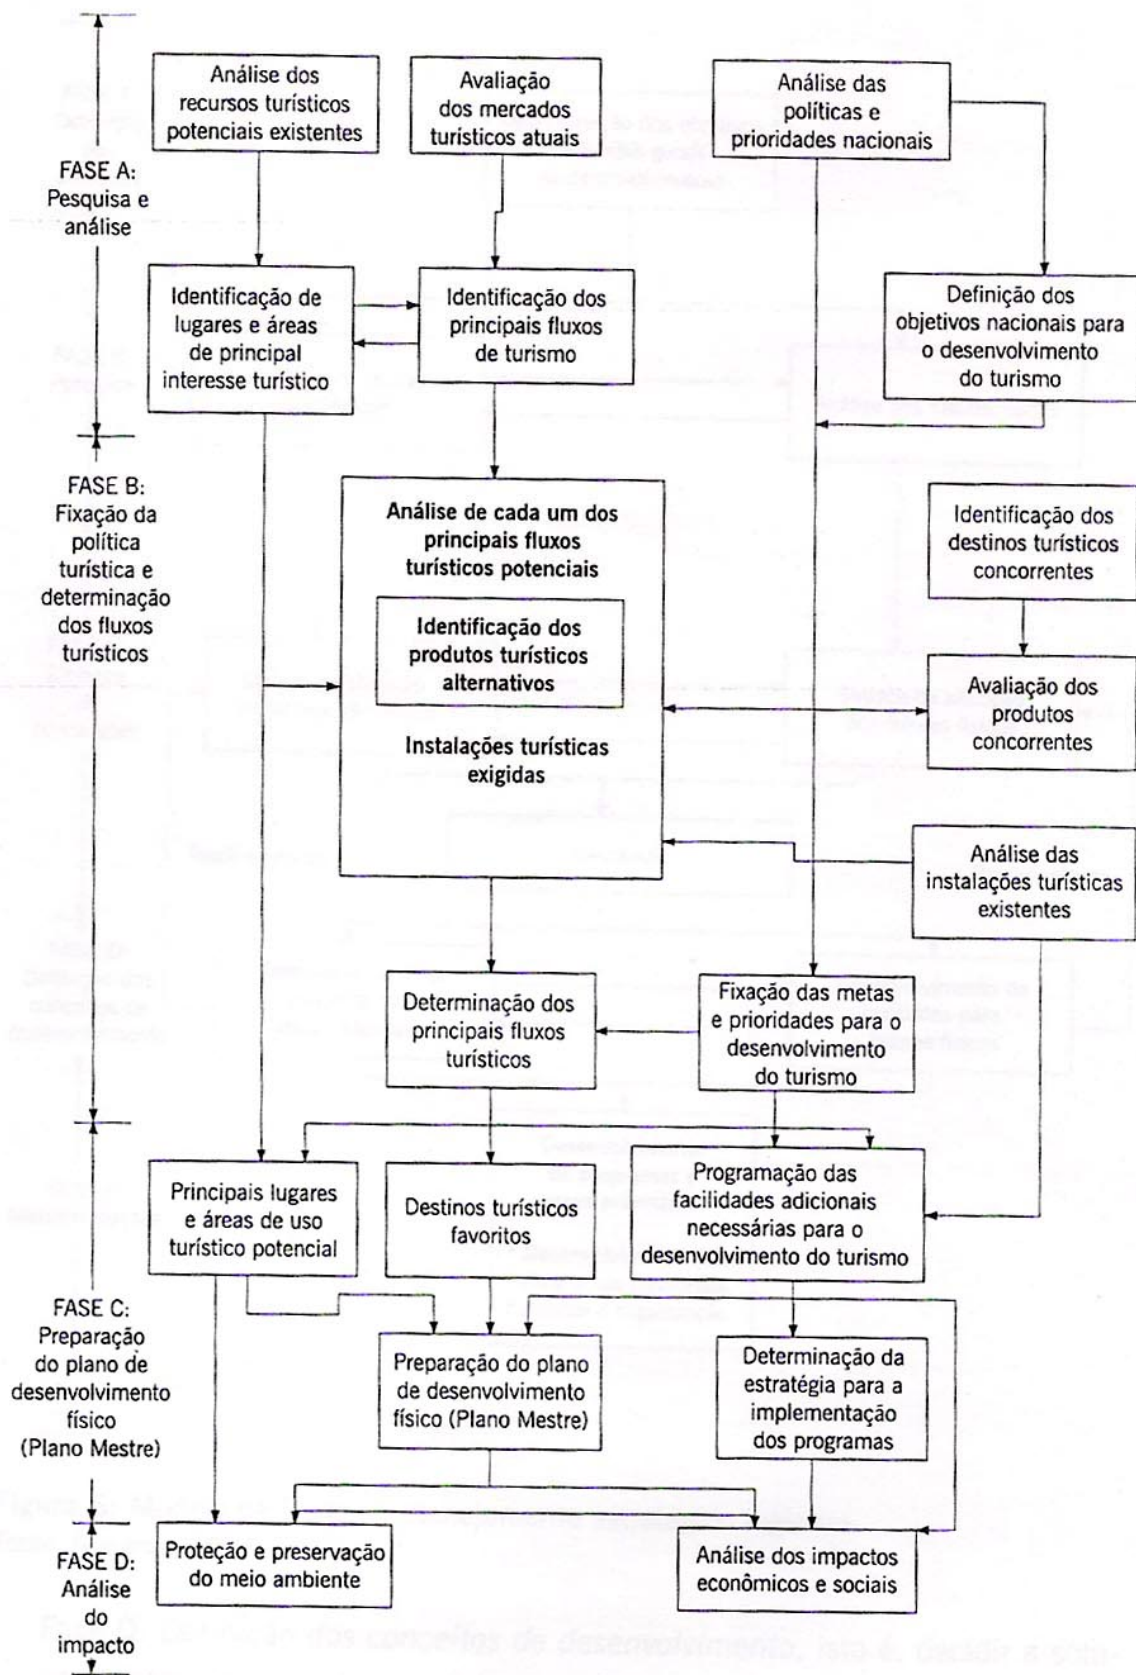 Análise dos
recursos turísticos
potenciais existentes
Avaliação
dos mercados
turísticos atuais
Análise das
políticas e
prioridades nacionais
FASE A:
Pesquisa e
análise
Identificação de
lugares e áreas
de principal
interesse turístico
Identificação dos
principais fluxos
de turismo
Definição dos
objetivos nacionais para
o desenvolvimento
do turismo
FASE B:
Fixação da
política
turística e
determinação
dos fluxos
turísticos
Análise de cada um dos
principais fluxos
turísticos potenciais
Identificação dos
produtos turísticos
alternativos
Instalações turísticas
exigidas
Identificação dos
destinos turísticos
concorrentes
Avaliação dos
produtos
concorrentes
Análise das
instalações turísticas
existentes
Determinação dos
principais fluxos
turísticos
Fixação das metas
e prioridades para o
desenvolvimento
do turismo
Principais lugares
e áreas de uso
turístico potencial
Destinos turísticos
favoritos
Programação das
facilidades adicionais
necessárias para o
desenvolvimento do turismo
FASE C:
Preparação
do plano de
desenvolvimento
físico
(Plano Mestre)
Preparação do plano
de desenvolvimento
físico (Plano Mestre)
Determinação da
estratégia para a
implementação
dos programas
FASE D:
Análise
do
impacto
Proteção e preservação
do meio ambiente
Análise dos impactos
econômicos e sociais